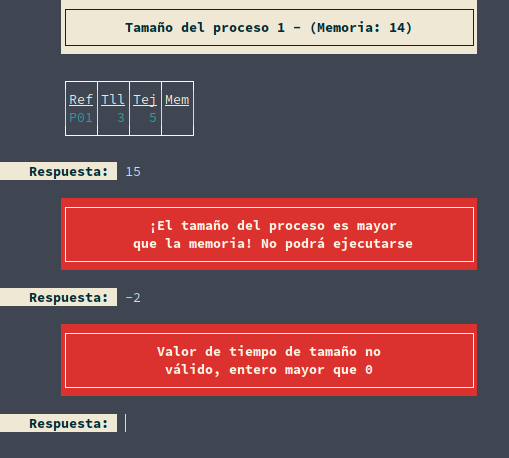 Tamaño del proceso 1 - (Memoria: 14)
Ref Tll Tej Mem
P01 3 5
Respuesta: 15
¡El tamaño del proceso es mayor
que la memoria! No podrá ejecutarse
Respuesta: -2
Valor de tiempo de tamaño no
válido, entero mayor que 0
Respuesta: